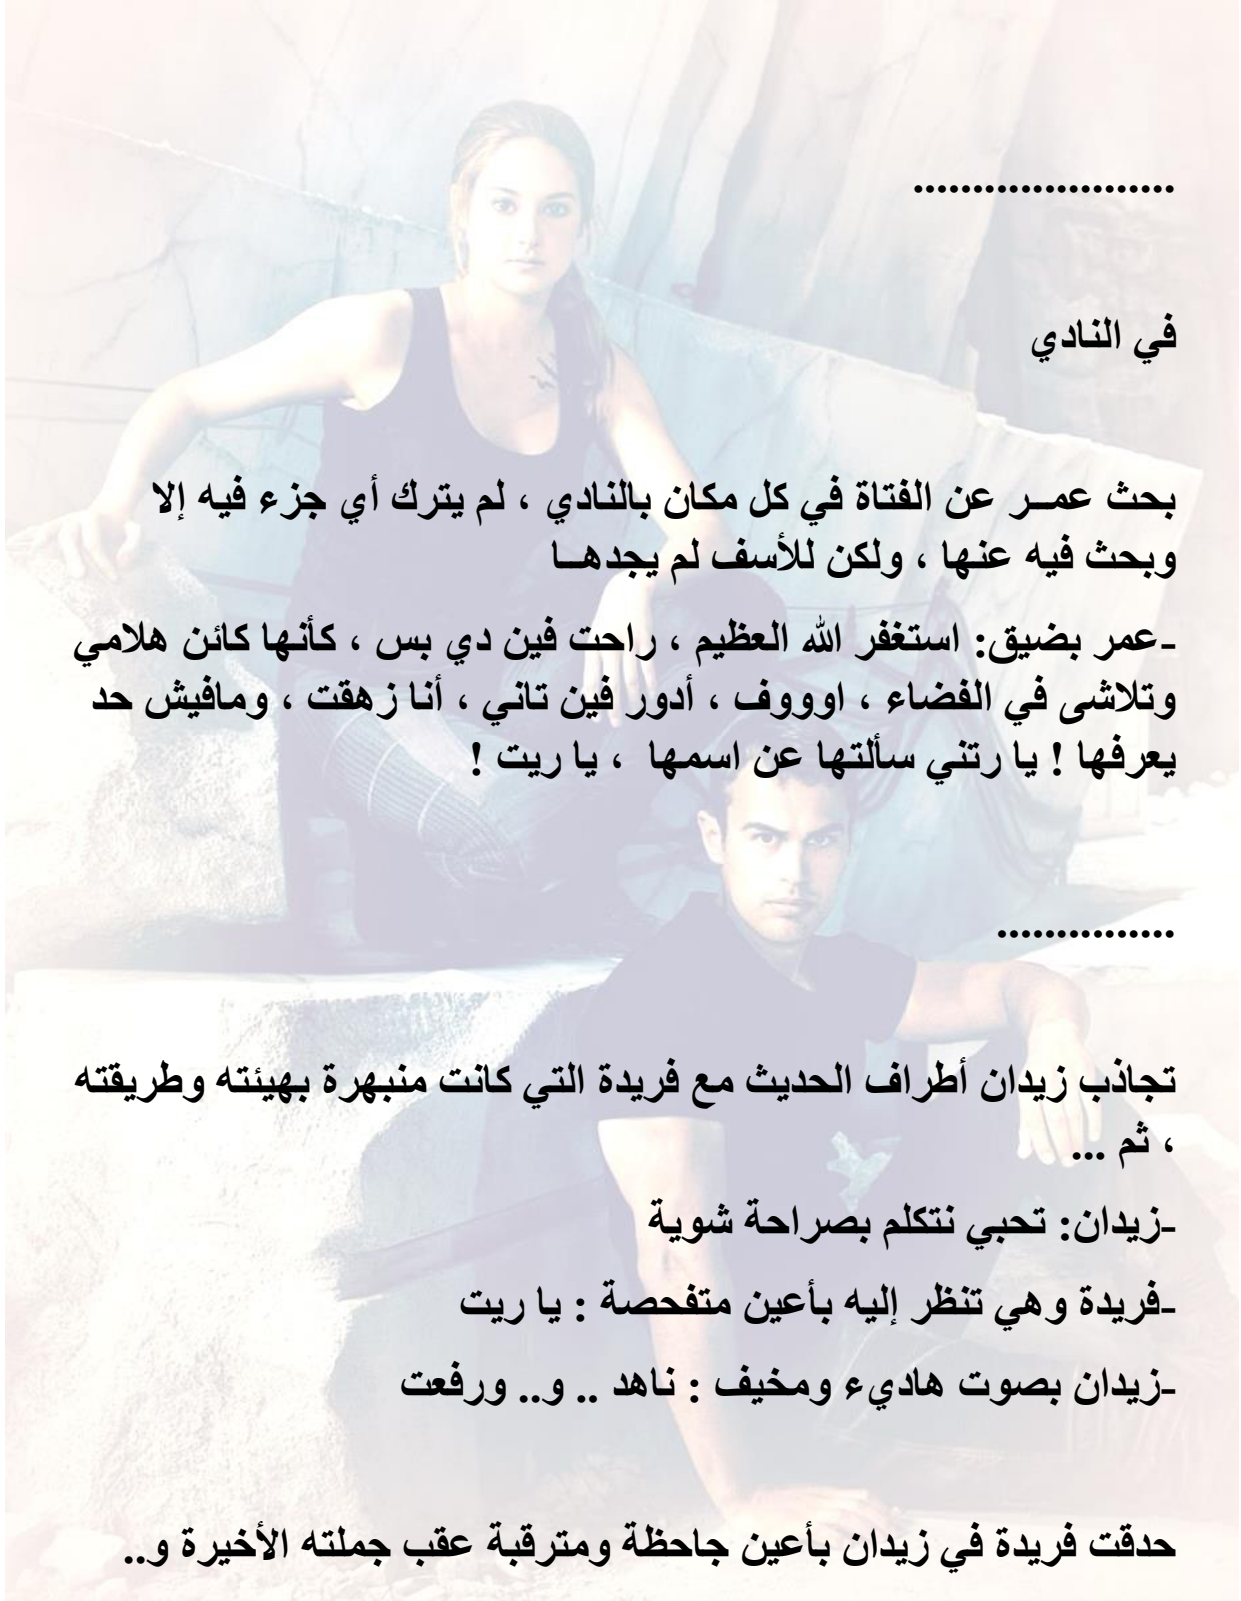 ......................
في النادي
بحث عمــر عن الفتاة في كل مكان بالنادي ، لم يترك أي جزء فيه إلا
وبحث فيه عنها ، ولكن للأسف لم يجدهــا
-عمر بضيق: استغفر الله العظيم ، راحت فين دي بس ، كأنها كائن هلامي
وتلاشى في الفضاء ، اوووف ، أدور فين تاني ، أنا زهقت ، ومافيش حد
يعرفها ! يا رتني سألتها عن اسمها ، يا ريت !
...............
تجاذب زيدان أطراف الحديث مع فريدة التي كانت منبهرة بهيئته وطريقته
، ثم ...
-زيدان: تحبي نتكلم بصراحة شوية
-فريدة وهي تنظر إليه بأعين متفحصة : يا ريت
-زيدان بصوت هاديء ومخيف : ناهد .. و.. ورفعت
حدقت فريدة في زيدان بأعين جاحظة ومترقبة عقب جملته الأخيرة و..